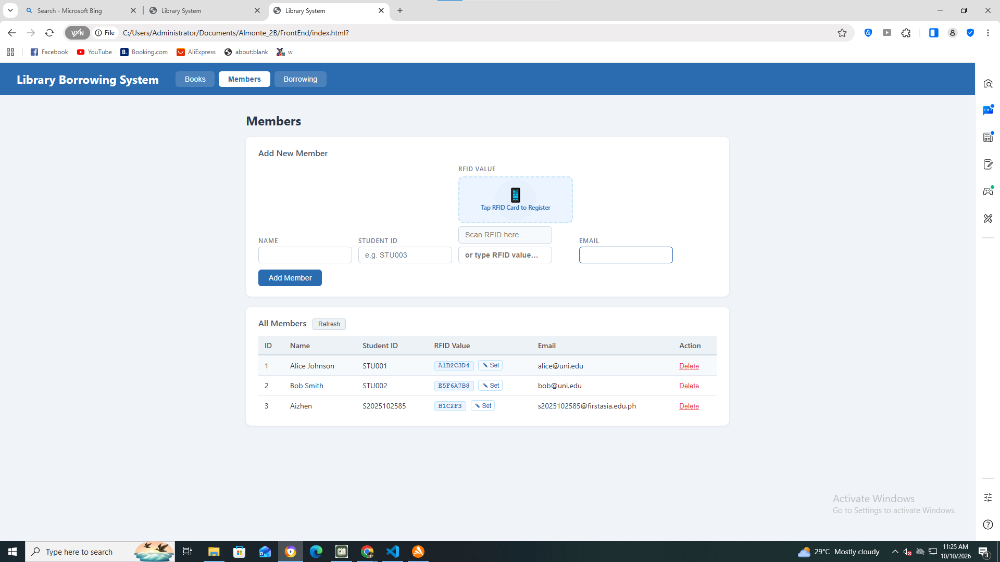 Search - Microsoft Bing
Library System
Library System
VPN
File
C:/Users/Administrator/Documents/Almonte_2B/FrontEnd/index.html?
Facebook
YouTube
B. Booking.com
AliExpress
about:blank
w
Library Borrowing System
Books
Members
Borrowing
Members
Add New Member
RFID VALUE
Tap RFID Card to Register
Scan RFID here...
NAME
STUDENT ID
EMAIL
e.g. STU003
or type RFID value...
Add Member
All Members Refresh
ID Name Student ID RFID Value Email Action
1 Alice Johnson STU001 A1B2C3D4 Set alice@uni.edu Delete
2 Bob Smith STU002 E5F6A7B8 Set bob@uni.edu Delete
3 Aizhen S2025102585 B1C2F3 Set s2025102585@firstasia.edu.ph Delete
Activate Windows
Go to Settings to activate Windows.
Type here to search
29°C Mostly cloudy
11:25 AM
10/10/2026
3